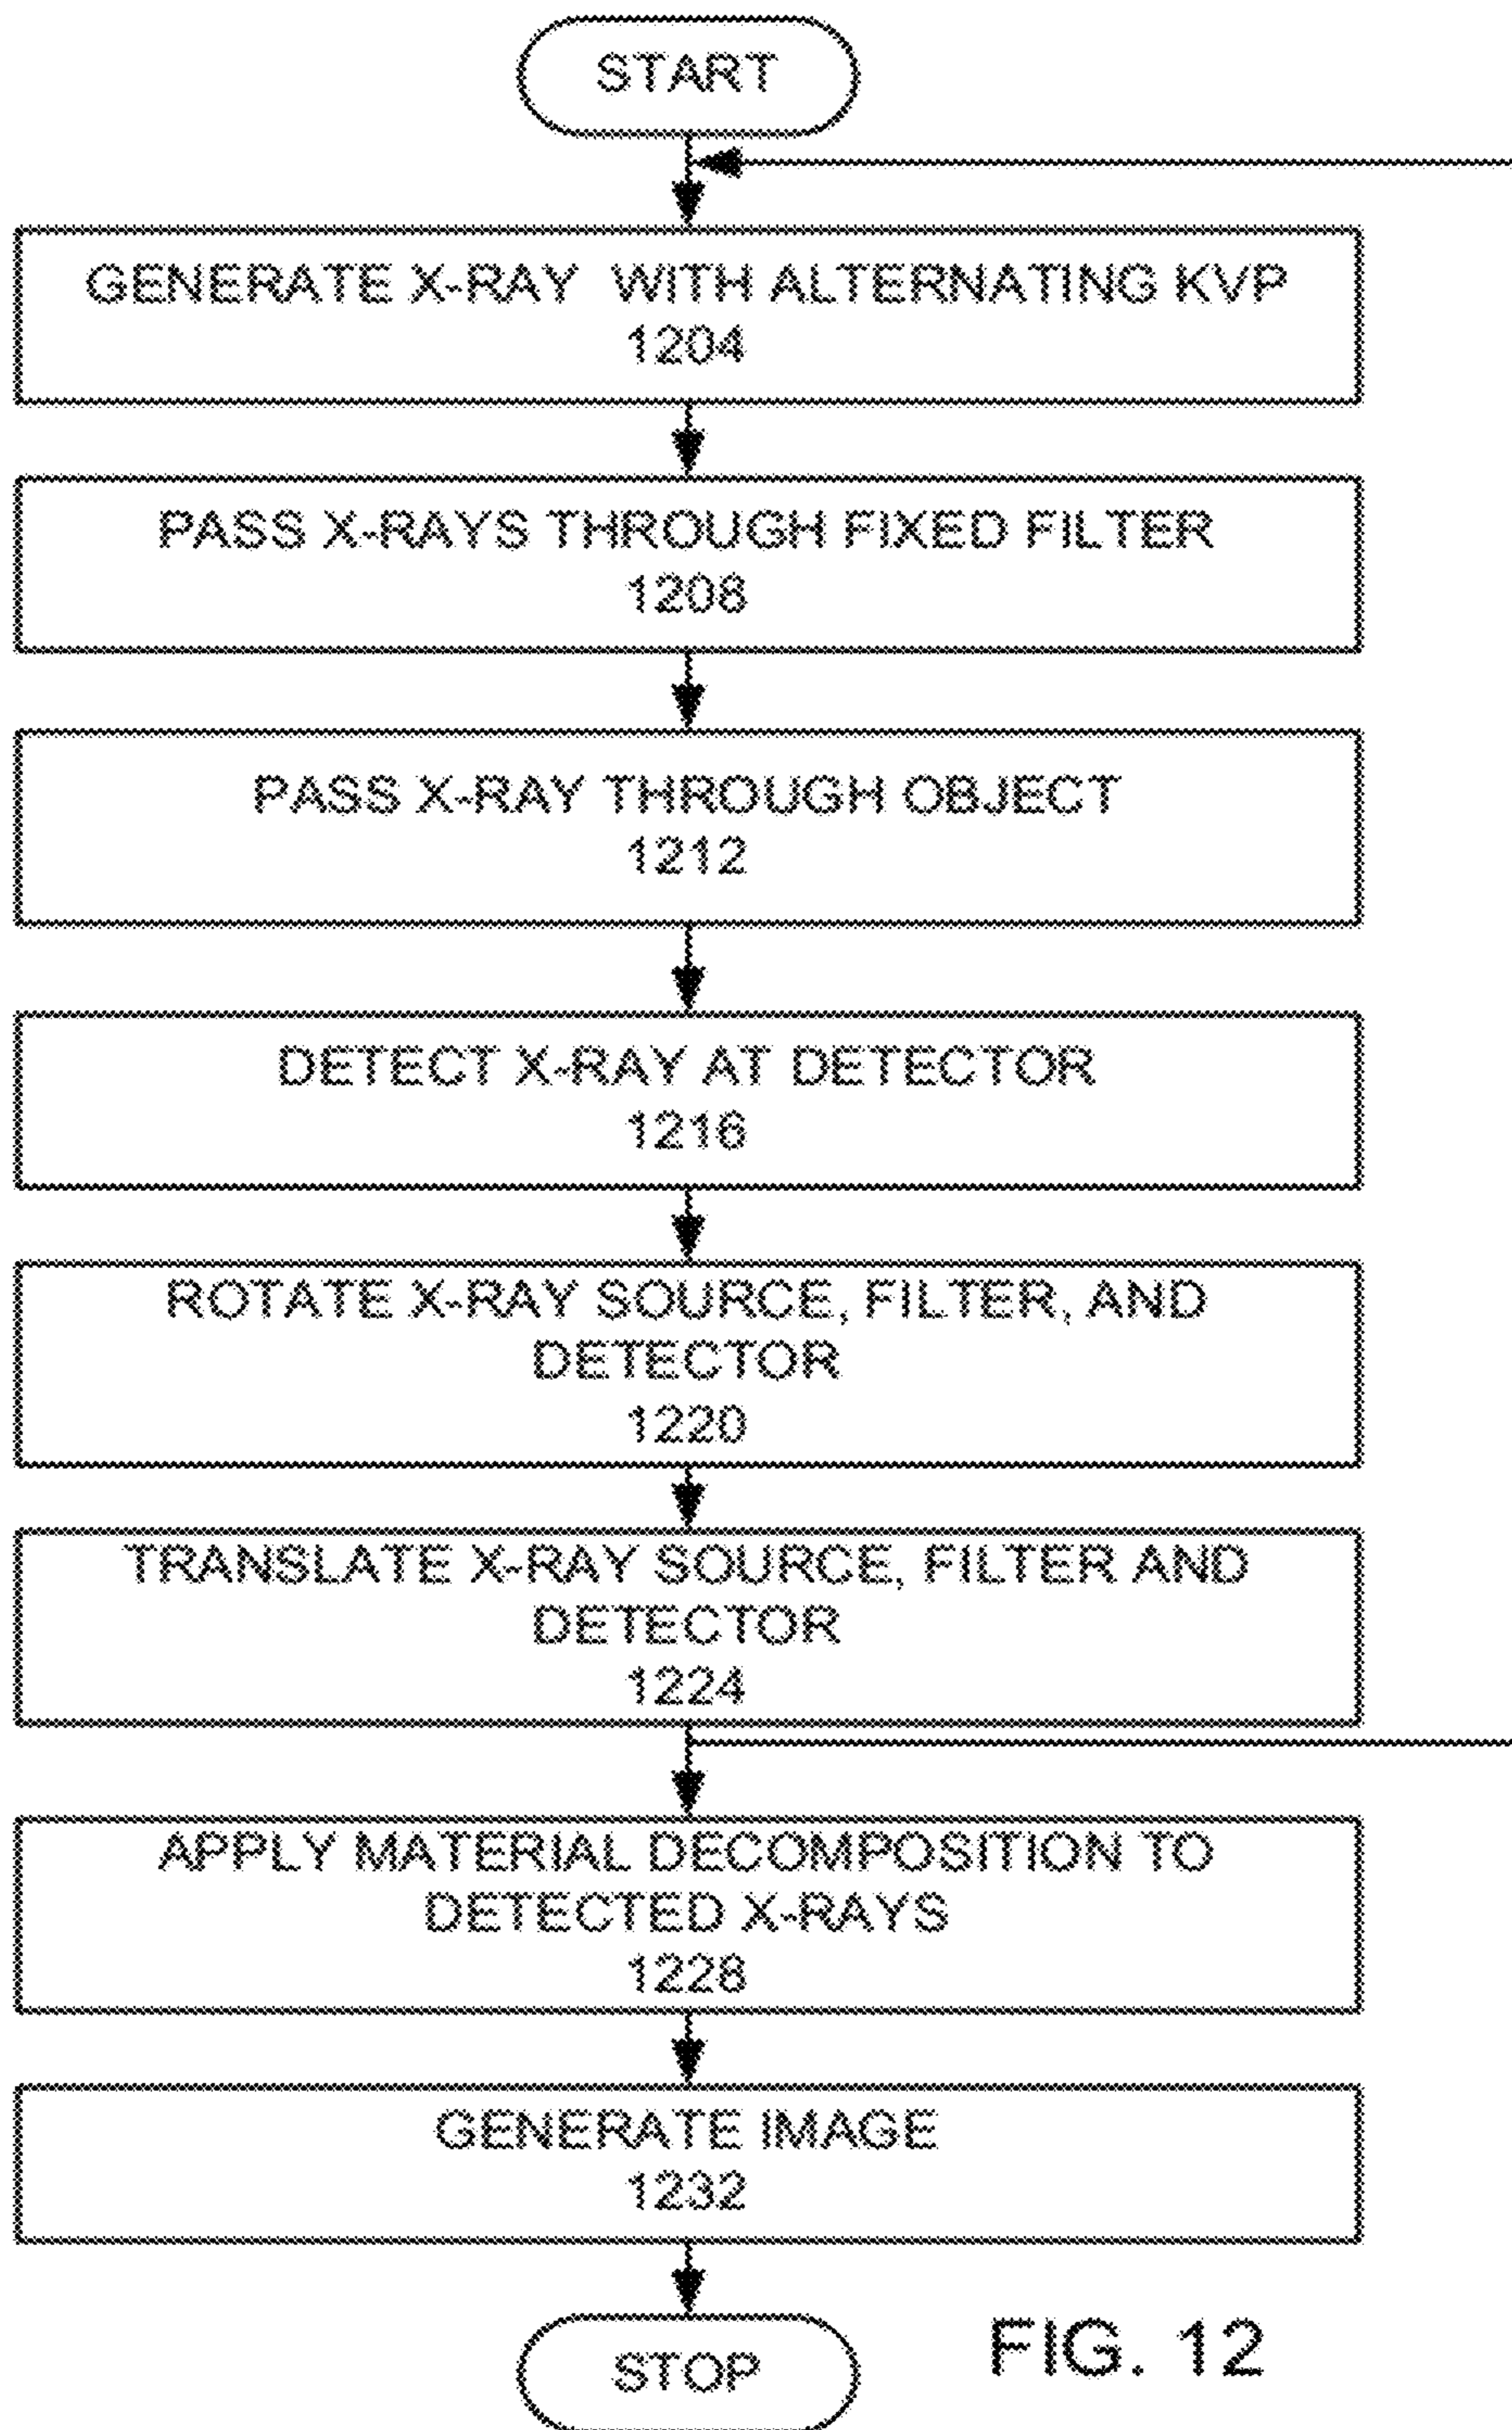 START
GENERATE X-RAY WITH ALTERNATING KVP
1204
PASS X-RAYS THROUGH FIXED FILTER
1208
PASS X-RAY THROUGH OBJECT
1212
DETECT X-RAY AT DETECTOR
1216
ROTATE X-RAY SOURCE, FILTER, AND
DETECTOR
1220
TRANSLATE X-RAY SOURCE, FILTER AND
DETECTOR
1224
APPLY MATERIAL DECOMPOSITION TO
DETECTED X-RAYS
1228
GENERATE IMAGE
1232
STOP
FIG. 12